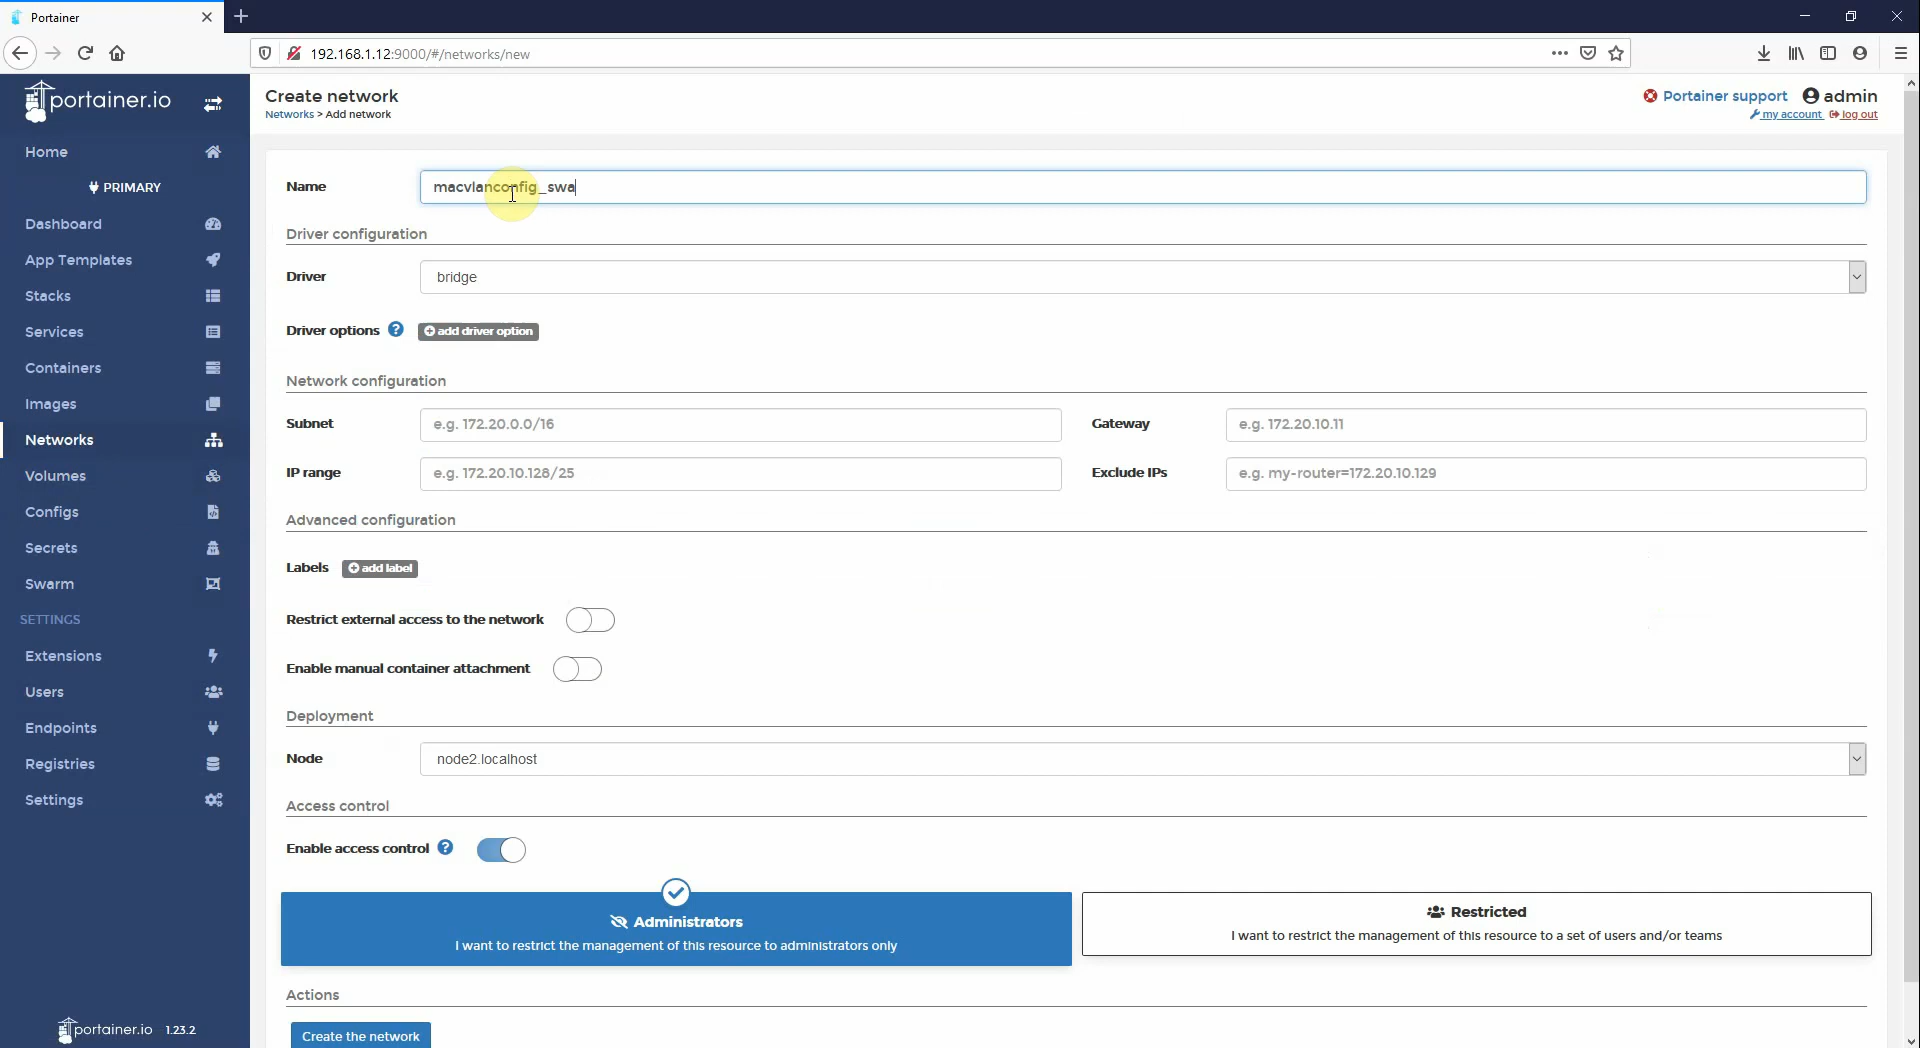 Portainer
192.168.1.12:9000/#/networks/new
portainer.io
Home
PRIMARY
Dashboard
App Templates
Stacks
Services
Containers
Images
Networks
Volumes
Configs
Secrets
Swarm
SETTINGS
Extensions
Users
Endpoints
Registries
Settings
portainer.io 1.23.2
Create network
Networks > Add network
Portainer support admin
my account log out
Name macvlanconfig_swa
Driver configuration
Driver bridge
Driver options ? add driver option
Network configuration
Subnet e.g. 172.20.0.0/16 Gateway e.g. 172.20.10.11
IP range e.g. 172.20.10.128/25 Exclude IPs e.g. my-router=172.20.10.129
Advanced configuration
Labels add label
Restrict external access to the network
Enable manual container attachment
Deployment
Node node2.localhost
Access control
Enable access control ?
Administrators
I want to restrict the management of this resource to administrators only
Restricted
I want to restrict the management of this resource to a set of users and/or teams
Actions
Create the network